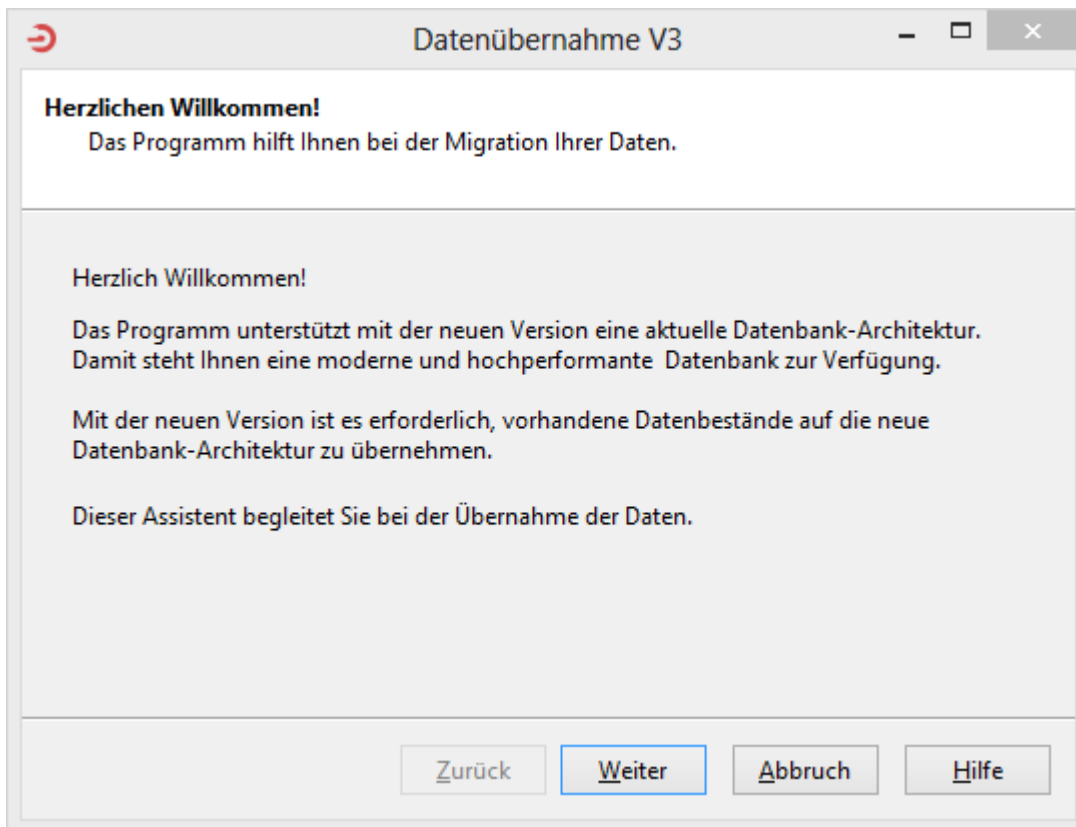 Datenübernahme V3
Herzlichen Willkommen!
Das Programm hilft Ihnen bei der Migration Ihrer Daten.
Herzlich Willkommen!
Das Programm unterstützt mit der neuen Version eine aktuelle Datenbank-Architektur.
Damit steht Ihnen eine moderne und hochperformante  Datenbank zur Verfügung.
Mit der neuen Version ist es erforderlich, vorhandene Datenbestände auf die neue
Datenbank-Architektur zu übernehmen.
Dieser Assistent begleitet Sie bei der Übernahme der Daten.
Zurück Weiter Abbruch Hilfe